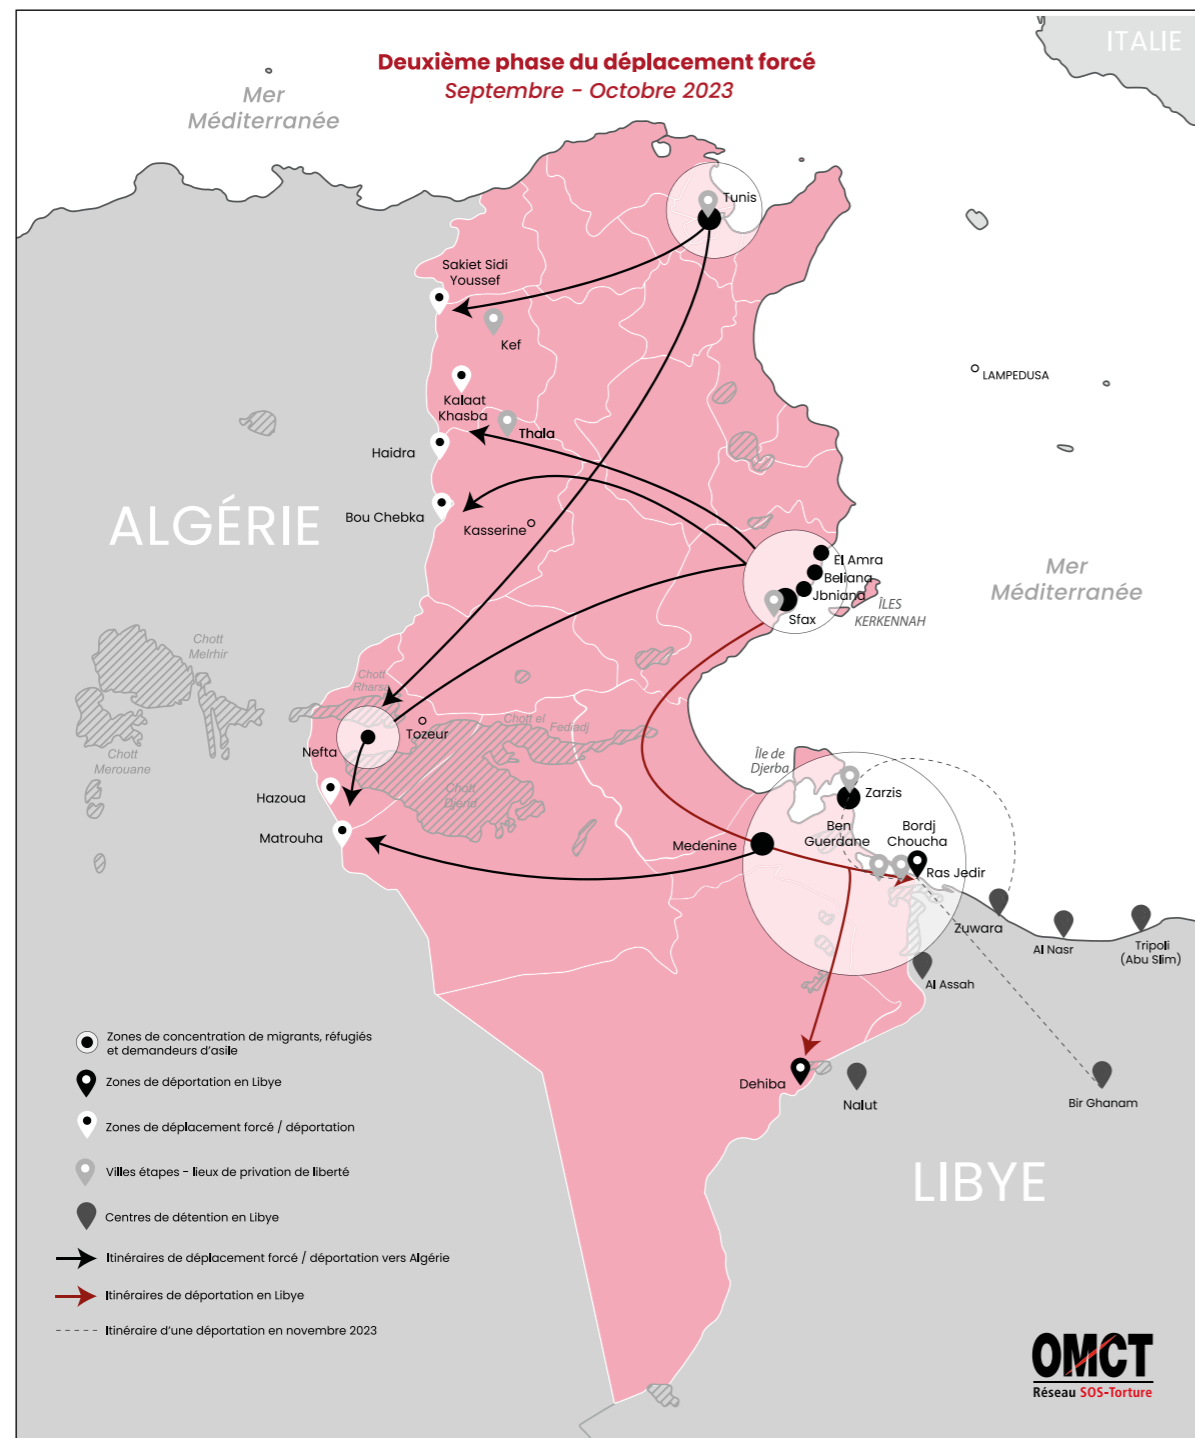 Deuxième phase du déplacement forcé
Septembre - Octobre 2023
ITALIE
Mer
Méditerranée
Tunis
Sakiet Sidi
Youssef
Kef
LAMPEDUSA
Kalaat
Khasba
Thala
Haidra
ALGÉRIE
Bou Chebka
Kasserine
El Amra
Beliana
Jbniana
Sfax
ÎLES
KERKENNAH
Mer
Méditerranée
Chott
Melrhir
Chott
Rharsa
Chott el
Fediadj
Tozeur
Nefta
Chott
Merouane
Chott
Djerid
Île de
Djerba
Hazoua
Matrouha
Zarzis
Ben
Guerdane
Bordj
Choucha
Medenine
Ras Jedir
Zuwara
Al Nasr
Tripoli
(Abu Slim)
Al Assah
Dehiba
Nalut
Bir Ghanam
LIBYE
Zones de concentration de migrants, réfugiés
et demandeurs d'asile
Zones de déportation en Libye
Zones de déplacement forcé / déportation
Villes étapes - lieux de privation de liberté
Centres de détention en Libye
Itinéraires de déplacement forcé / déportation vers Algérie
Itinéraires de déportation en Libye
Itinéraire d'une déportation en novembre 2023
OMCT
Réseau SOS-Torture